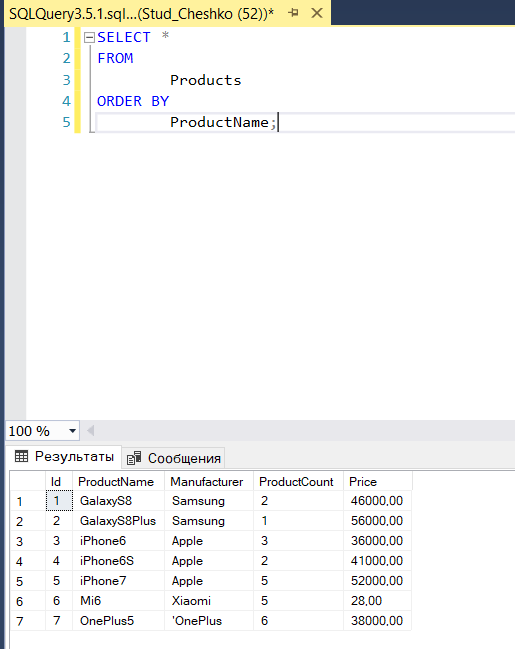 SQLQuery3.5.1.sql...(Stud_Cheshko (52))*
1 SELECT *
2 FROM
3 Products
4 ORDER BY
5 ProductName;
100 %
Результаты Сообщения
Id ProductName Manufacturer ProductCount Price
1 1 GalaxyS8 Samsung 2 46000,00
2 2 GalaxyS8Plus Samsung 1 56000,00
3 3 iPhone6 Apple 3 36000,00
4 4 iPhone6S Apple 2 41000,00
5 5 iPhone7 Apple 5 52000,00
6 6 Mi6 Xiaomi 5 28,00
7 7 OnePlus5 'OnePlus 6 38000,00